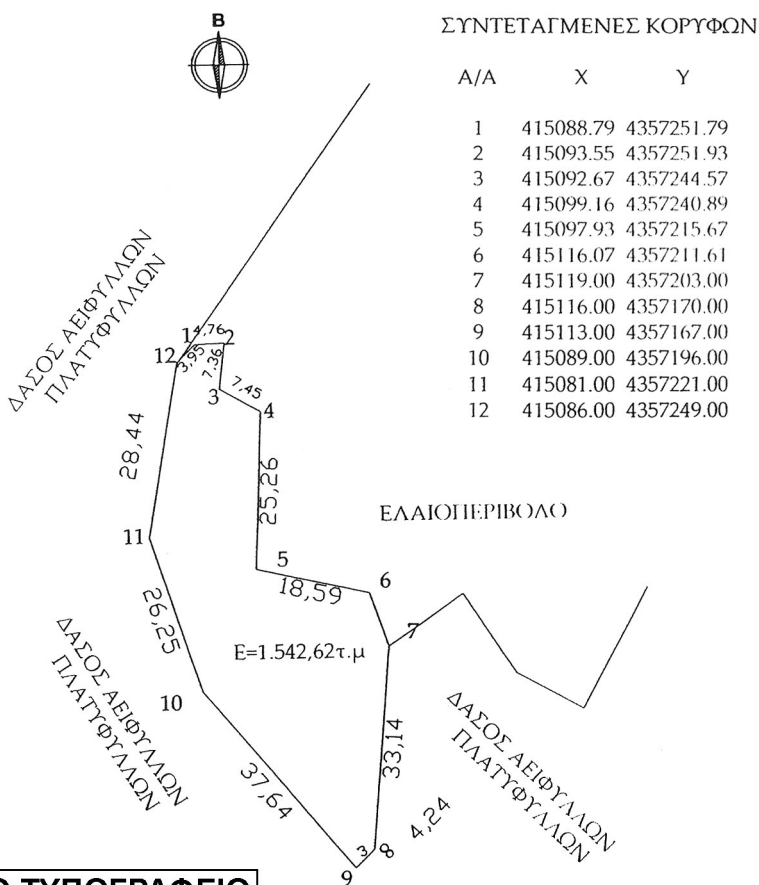 Β
ΣΥΝΤΕΤΑΓΜΕΝΕΣ ΚΟΡΥΦΩΝ
Α/Α Χ Υ
1 415088.79 4357251.79
2 415093.55 4357251.93
3 415092.67 4357244.57
4 415099.16 4357240.89
5 415097.93 4357215.67
6 415116.07 4357211.61
7 415119.00 4357203.00
8 415116.00 4357170.00
9 415113.00 4357167.00
10 415089.00 4357196.00
11 415081.00 4357221.00
12 415086.00 4357249.00
ΔΑΣΟΣ ΑΕΙΦΥΛΛΩΝ
ΠΛΑΤΥΦΥΛΛΩΝ
1
4,76
2
12
3,95
7,36
3
7,45
4
28,44
25,26
ΕΛΑΙΟΠΕΡΙΒΟΛΟ
11
5
18,59
6
26,25
7
Ε=1.542,62τ.μ
ΔΑΣΟΣ ΑΕΙΦΥΛΛΩΝ
ΠΛΑΤΥΦΥΛΛΩΝ
10
33,14
ΔΑΣΟΣ ΑΕΙΦΥΛΛΩΝ
ΠΛΑΤΥΦΥΛΛΩΝ
37,64
4,24
3
8
9
Ο ΤΥΠΟΓΡΑΦΕΙΟ